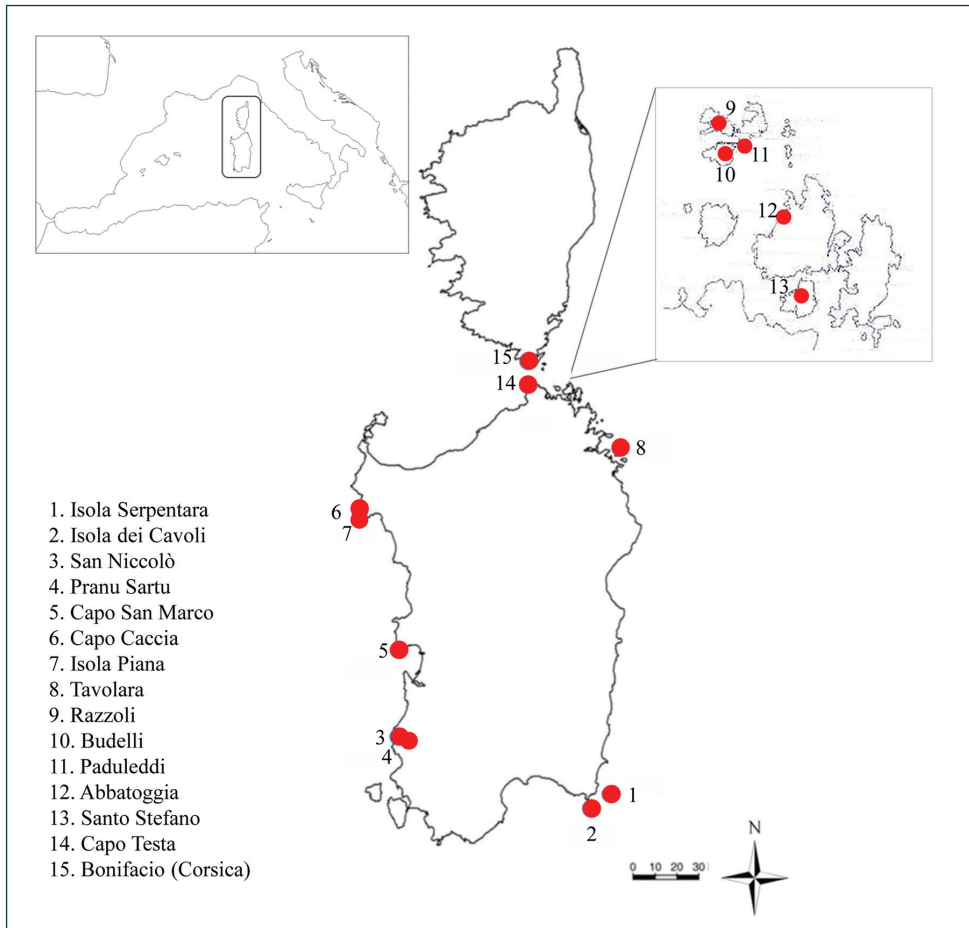 9
11
10
12
13
15
14
8
6
7
5
3
4
1
2
1. Isola Serpentara
2. Isola dei Cavoli
3. San Niccolò
4. Pranu Sartu
5. Capo San Marco
6. Capo Caccia
7. Isola Piana
8. Tavolara
9. Razzoli
10. Budelli
11. Paduleddi
12. Abbatoggia
13. Santo Stefano
14. Capo Testa
15. Bonifacio (Corsica)
N
0 10 20 30